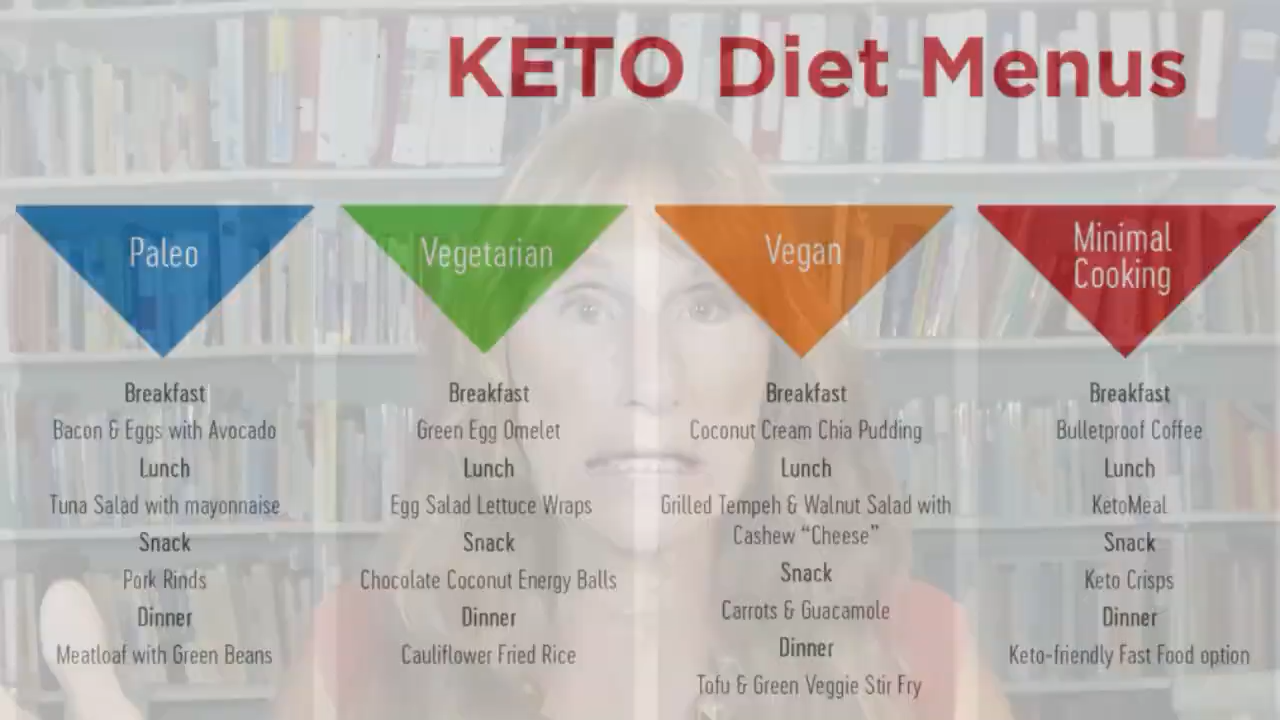 KETO Diet Menus
Paleo
Breakfast
Bacon & Eggs with Avocado
Lunch
Tuna Salad with mayonnaise
Snack
Pork Rinds
Dinner
Meatloaf with Green Beans
Vegetarian
Breakfast
Green Egg Omelet
Lunch
Egg Salad Lettuce Wraps
Snack
Chocolate Coconut Energy Balls
Dinner
Cauliflower Fried Rice
Vegan
Breakfast
Coconut Cream Chia Pudding
Lunch
Grilled Tempeh & Walnut Salad with
Cashew “Cheese”
Snack
Carrots & Guacamole
Dinner
Tofu & Green Veggie Stir Fry
Minimal
Cooking
Breakfast
Bulletproof Coffee
Lunch
KetoMeal
Snack
Keto Crisps
Dinner
Keto-friendly Fast Food option